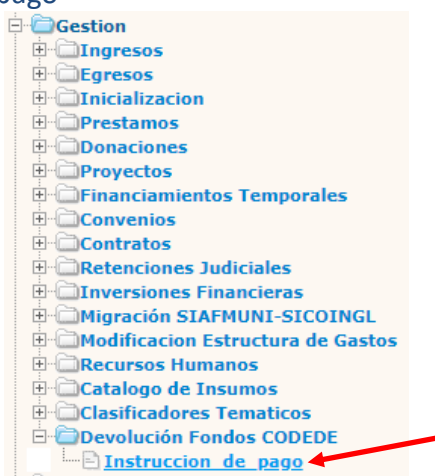 pago
Gestion
Ingresos
Egresos
Inicializacion
Prestamos
Donaciones
Proyectos
Financiamientos Temporales
Convenios
Contratos
Retenciones Judiciales
Inversiones Financieras
Migración SIAFMUNI-SICOINGL
Modificacion Estructura de Gastos
Recursos Humanos
Catalogo de Insumos
Clasificadores Tematicos
Devolución Fondos CODEDE
Instruccion_de_pago